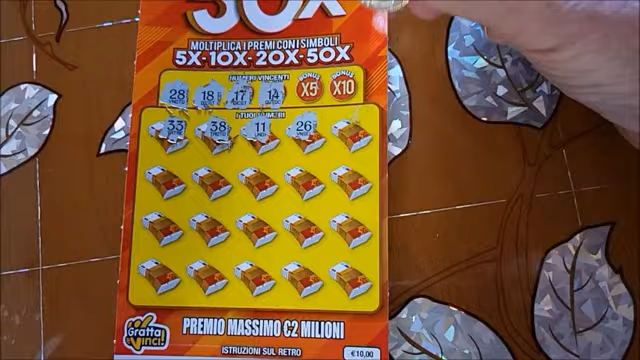 50X
MOLTIPLICA I PREMI CON I SIMBOLI
5X-10X-20X-50X
NUMERI VINCENTI
28 18 17 14
BONUS X5
BONUS X10
I TUOI NUMERI
33 38 11 26
Gratta e Vinci!
PREMIO MASSIMO €2 MILIONI
ISTRUZIONI SUL RETRO
€10,00